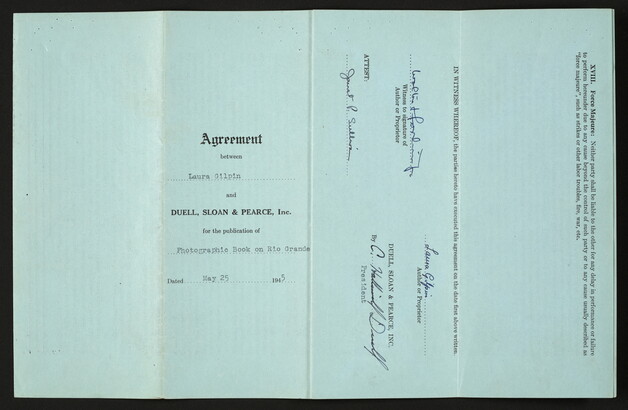 Agreement
between
Laura Gilpin
and
DUELL, SLOAN & PEARCE, Inc.
for the publication of
Photographic Book on Rio Grande
Dated May 25 1945
XVIII. Force Majeure: Neither party shall be liable to the other for any delay in performance or failure
to perform hereunder due to any cause beyond the control of such party or to any cause usually described as
"force majeure", such as strikes or other labor troubles, fire, war, etc.
IN WITNESS WHEREOF, the parties hereto have executed this agreement on the date first above written.
Laura Gilpin
Author or Proprietor
Witness to signature of
Author or Proprietor
DUELL, SLOAN & PEARCE, INC.
By C. Halliwell Duell
President
ATTEST:
Janet P. Sullivan